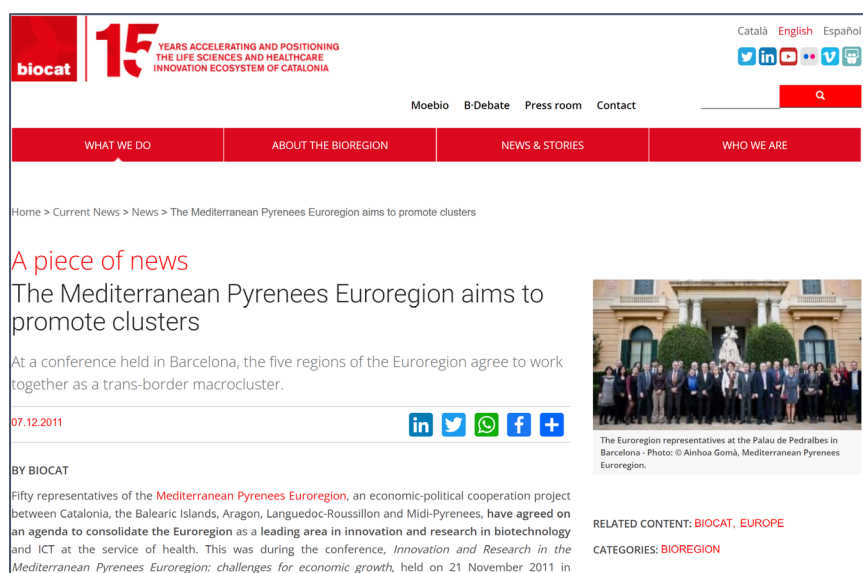 biocat
15 YEARS ACCELERATING AND POSITIONING
THE LIFE SCIENCES AND HEALTHCARE
INNOVATION ECOSYSTEM OF CATALONIA
Català English Español
Moebio B·Debate Press room Contact
WHAT WE DO ABOUT THE BIOREGION NEWS & STORIES WHO WE ARE
Home > Current News > News > The Mediterranean Pyrenees Euroregion aims to promote clusters
A piece of news
The Mediterranean Pyrenees Euroregion aims to
promote clusters
At a conference held in Barcelona, the five regions of the Euroregion agree to work
together as a trans-border macrocluster.
07.12.2011
BY BIOCAT
Fifty representatives of the Mediterranean Pyrenees Euroregion, an economic-political cooperation project
between Catalonia, the Balearic Islands, Aragon, Languedoc-Roussillon and Midi-Pyrenees, have agreed on
an agenda to consolidate the Euroregion as a leading area in innovation and research in biotechnology
and ICT at the service of health. This was during the conference, Innovation and Research in the
Mediterranean Pyrenees Euroregion: challenges for economic growth, held on 21 November 2011 in
The Euroregion representatives at the Palau de Pedralbes in
Barcelona - Photo: © Ainhoa Gomà, Mediterranean Pyrenees
Euroregion.
RELATED CONTENT: BIOCAT, EUROPE
CATEGORIES: BIOREGION